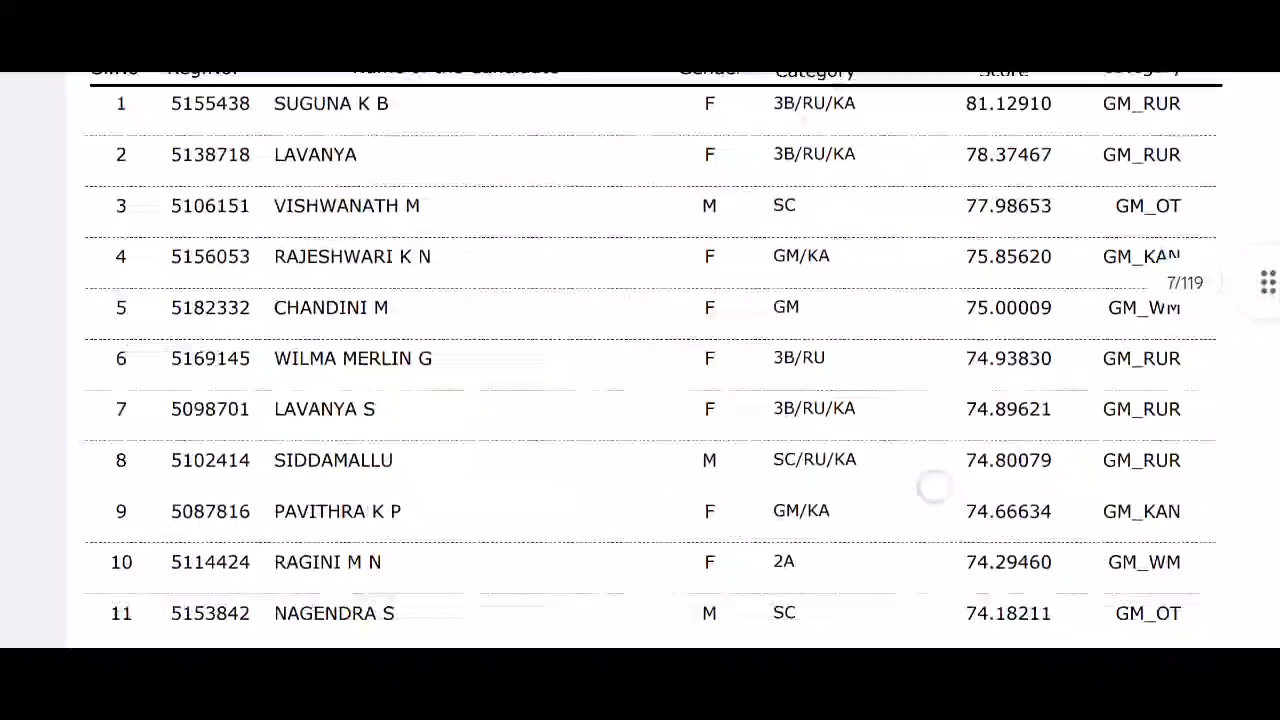 1 5155438 SUGUNA K B F 3B/RU/KA 81.12910 GM_RUR
2 5138718 LAVANYA F 3B/RU/KA 78.37467 GM_RUR
3 5106151 VISHWANATH M M SC 77.98653 GM_OT
4 5156053 RAJESHWARI K N F GM/KA 75.85620 GM_KAN
7/119
5 5182332 CHANDINI M F GM 75.00009 GM_WM
6 5169145 WILMA MERLIN G F 3B/RU 74.93830 GM_RUR
7 5098701 LAVANYA S F 3B/RU/KA 74.89621 GM_RUR
8 5102414 SIDDAMALLU M SC/RU/KA 74.80079 GM_RUR
9 5087816 PAVITHRA K P F GM/KA 74.66634 GM_KAN
10 5114424 RAGINI M N F 2A 74.29460 GM_WM
11 5153842 NAGENDRA S M SC 74.18211 GM_OT